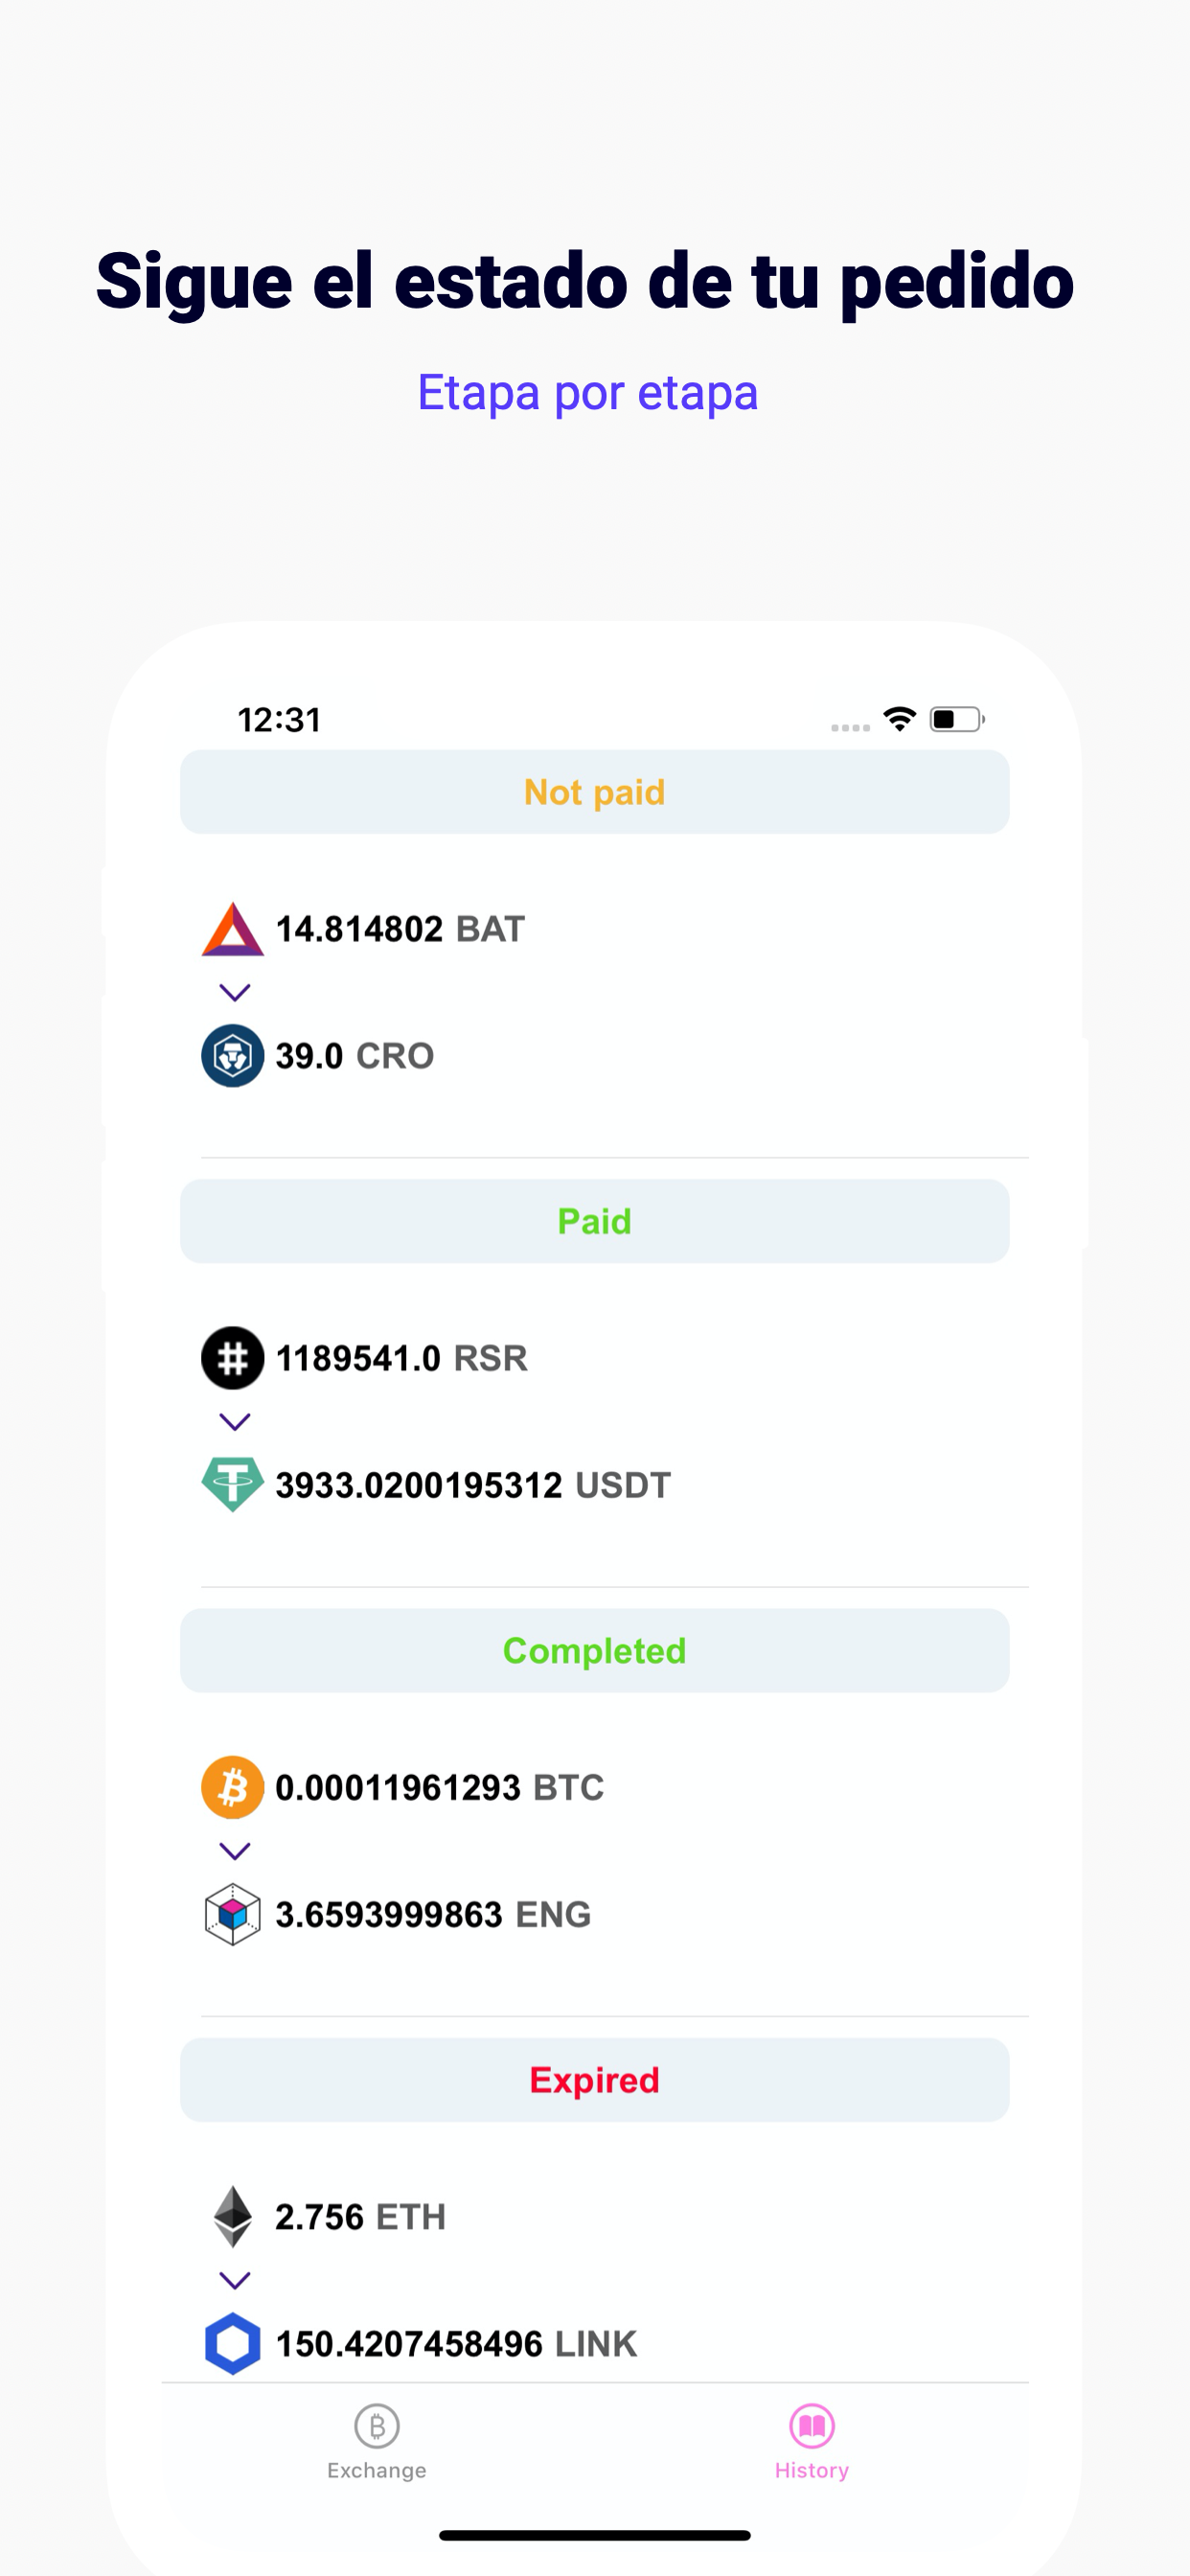 Sigue el estado de tu pedido
Etapa por etapa
12:31
Not paid
14.814802 BAT
39.0 CRO
Paid
1189541.0 RSR
3933.0200195312 USDT
Completed
0.00011961293 BTC
3.6593999863 ENG
Expired
2.756 ETH
150.4207458496 LINK
Exchange
History